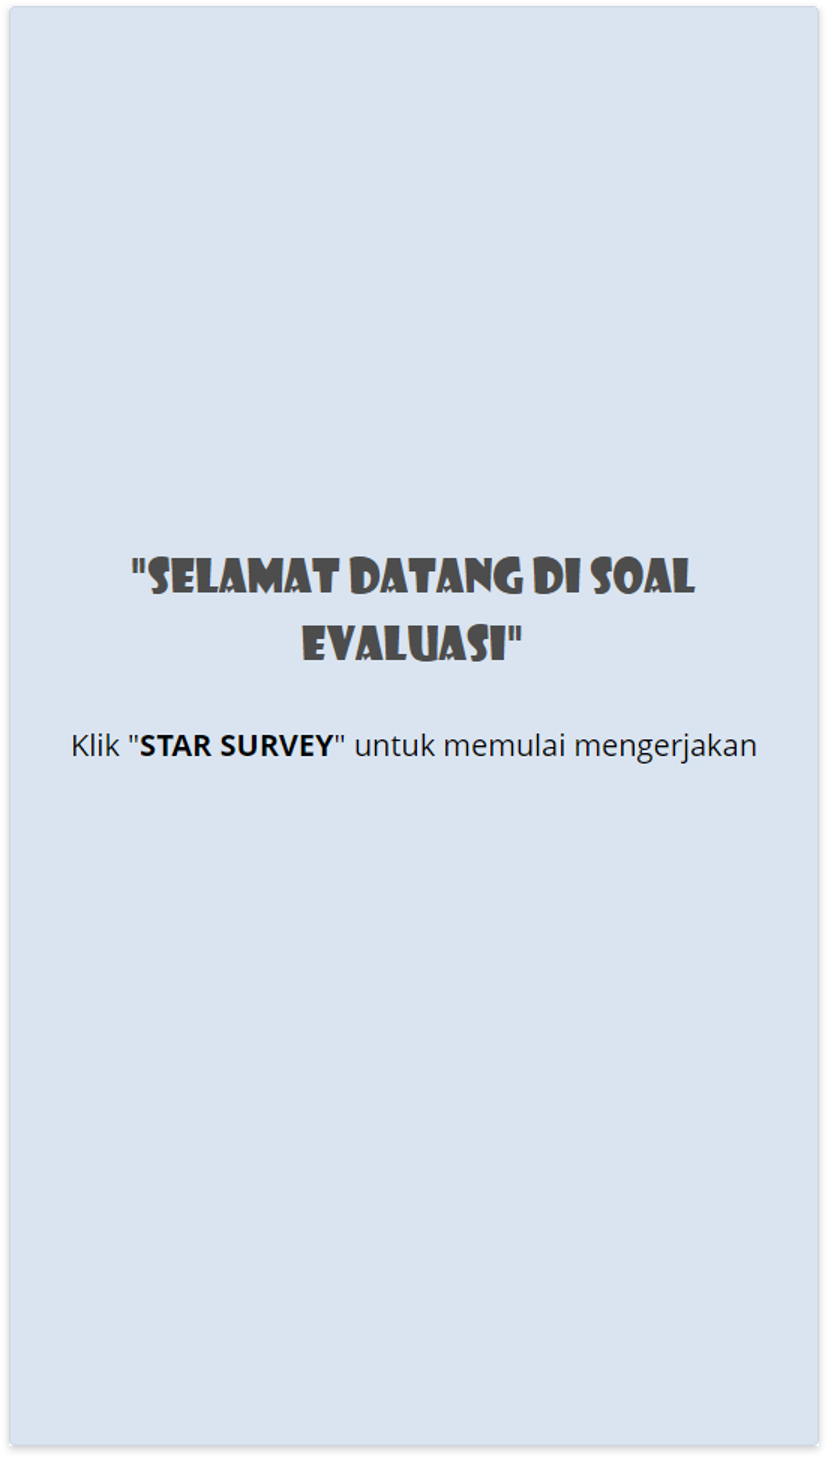 "SELAMAT DATANG DI SOAL
EVALUASI"
Klik "STAR SURVEY" untuk memulai mengerjakan